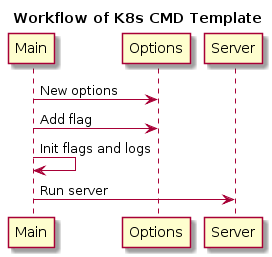 Workflow of K8s CMD Template
Main Options Server
New options
Add flag
Init flags and logs
Run server
Main Options Server